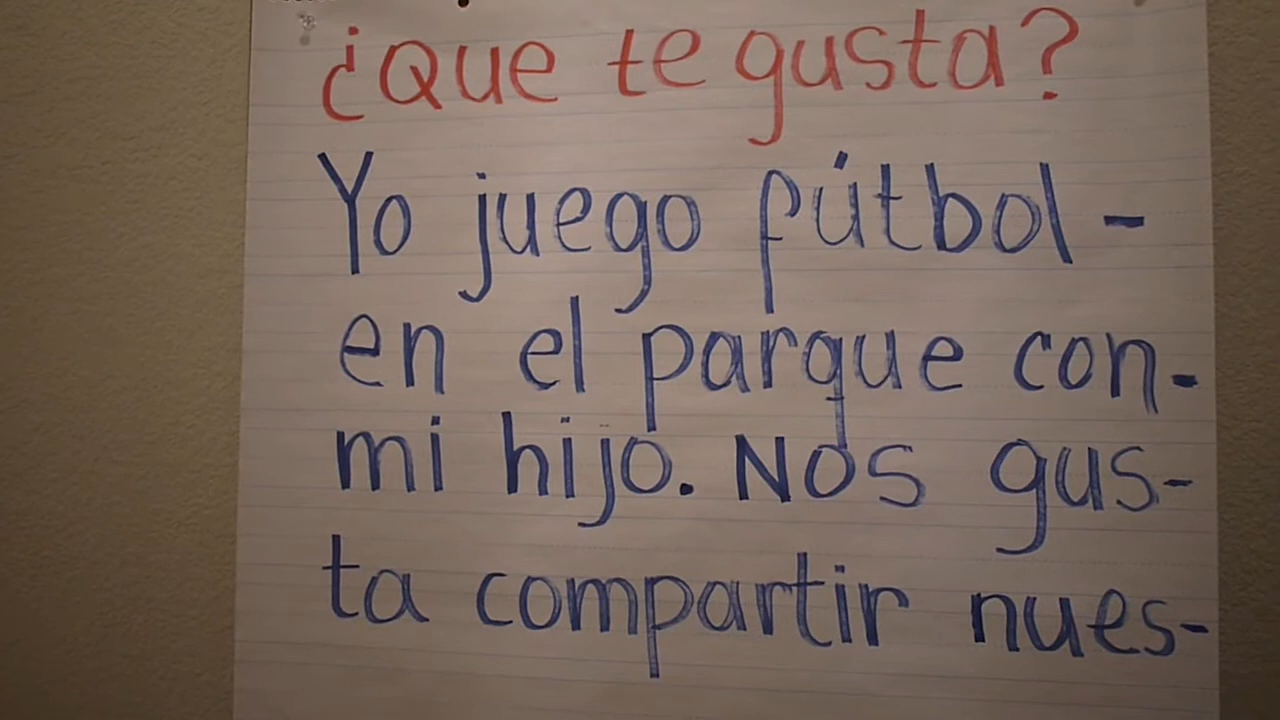 ¿Que te gusta?
Yo juego fútbol -
en el parque con-
mi hijo. Nos gus-
ta compartir nues-